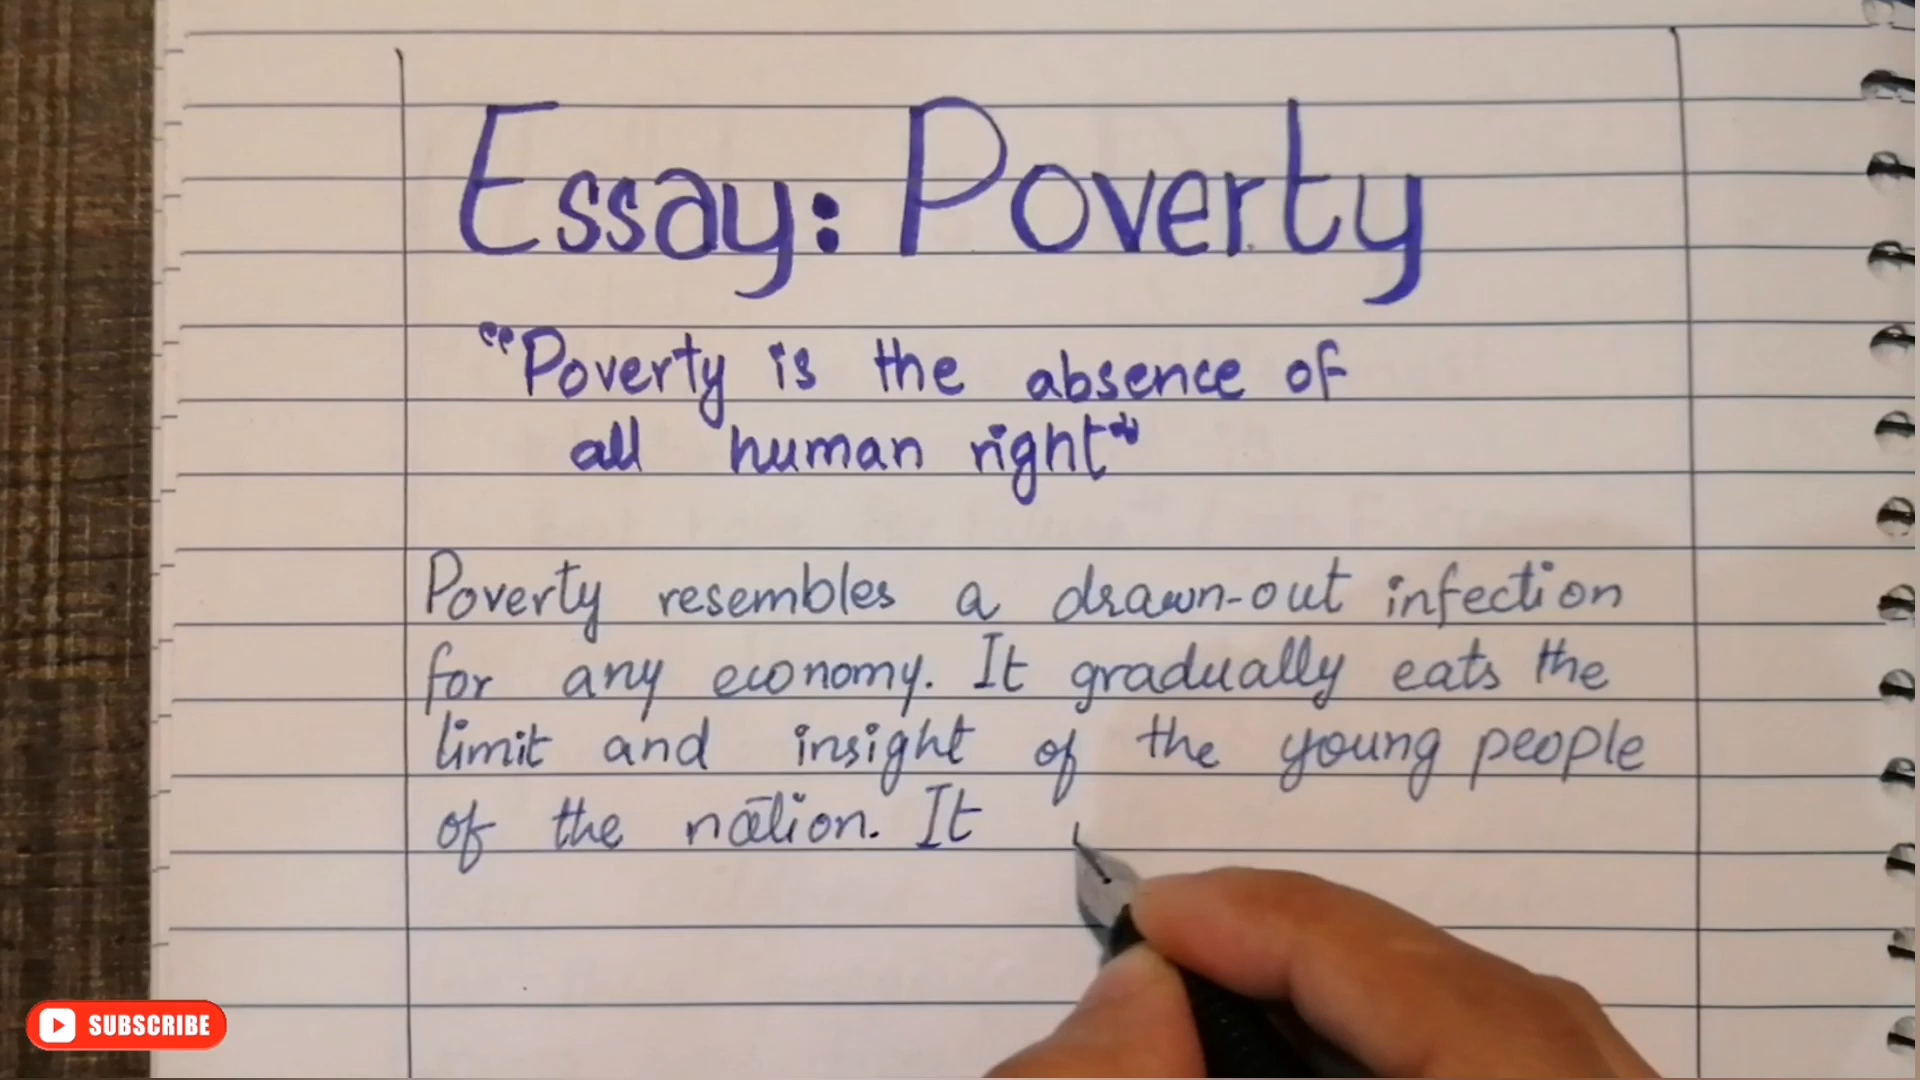 Essay: Poverty
"Poverty is the absence of
all human right"
Poverty resembles a drawn-out infection
for any economy. It gradually eats the
limit and insight of the young people
of the nation. It
SUBSCRIBE